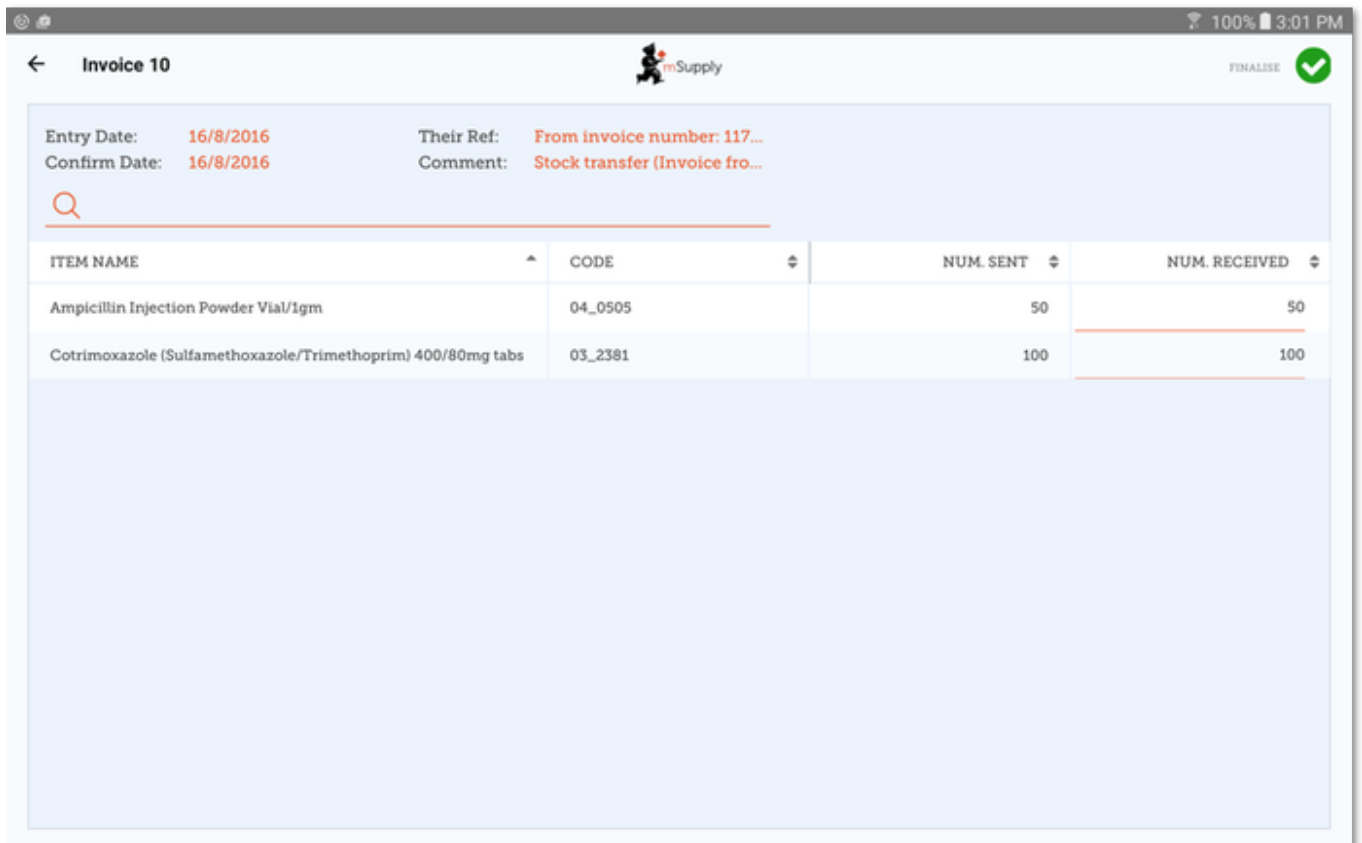 100% 3:01 PM
Invoice 10
mSupply
FINALISE
Entry Date: 16/8/2016 Their Ref: From invoice number: 117...
Confirm Date: 16/8/2016 Comment: Stock transfer (Invoice fro...
ITEM NAME CODE NUM. SENT NUM. RECEIVED
Ampicillin Injection Powder Vial/1gm 04_0505 50 50
Cotrimoxazole (Sulfamethoxazole/Trimethoprim) 400/80mg tabs 03_2381 100 100